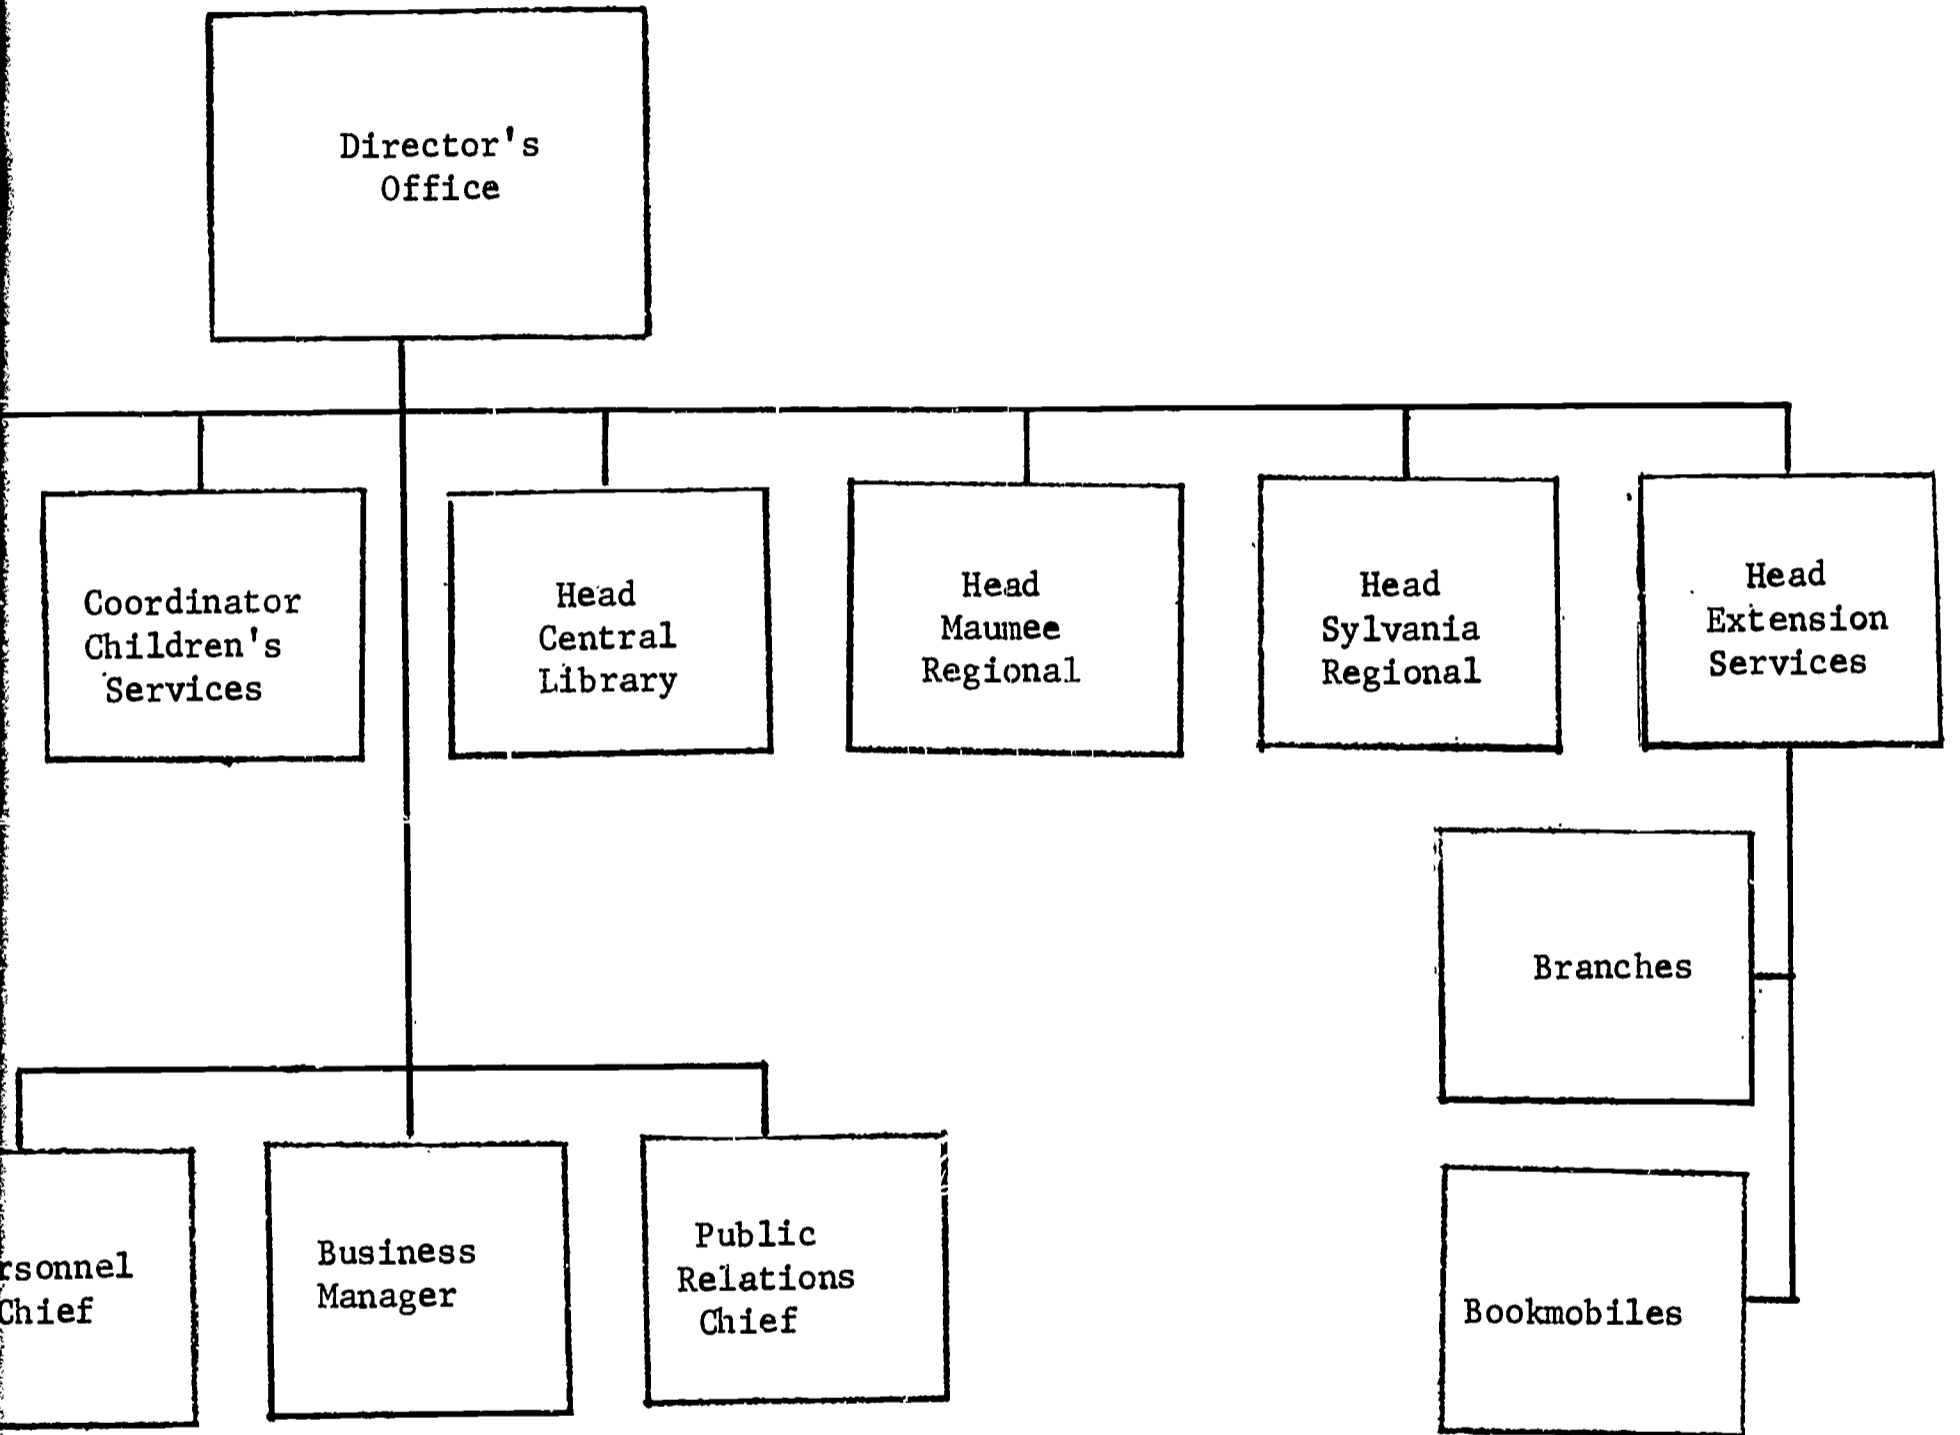 Director's
Office
Coordinator
Children's
Services
Head
Central
Library
Head
Maumee
Regional
Head
Sylvania
Regional
Head
Extension
Services
Branches
rsonnel
Chief
Business
Manager
Public
Relations
Chief
Bookmobiles